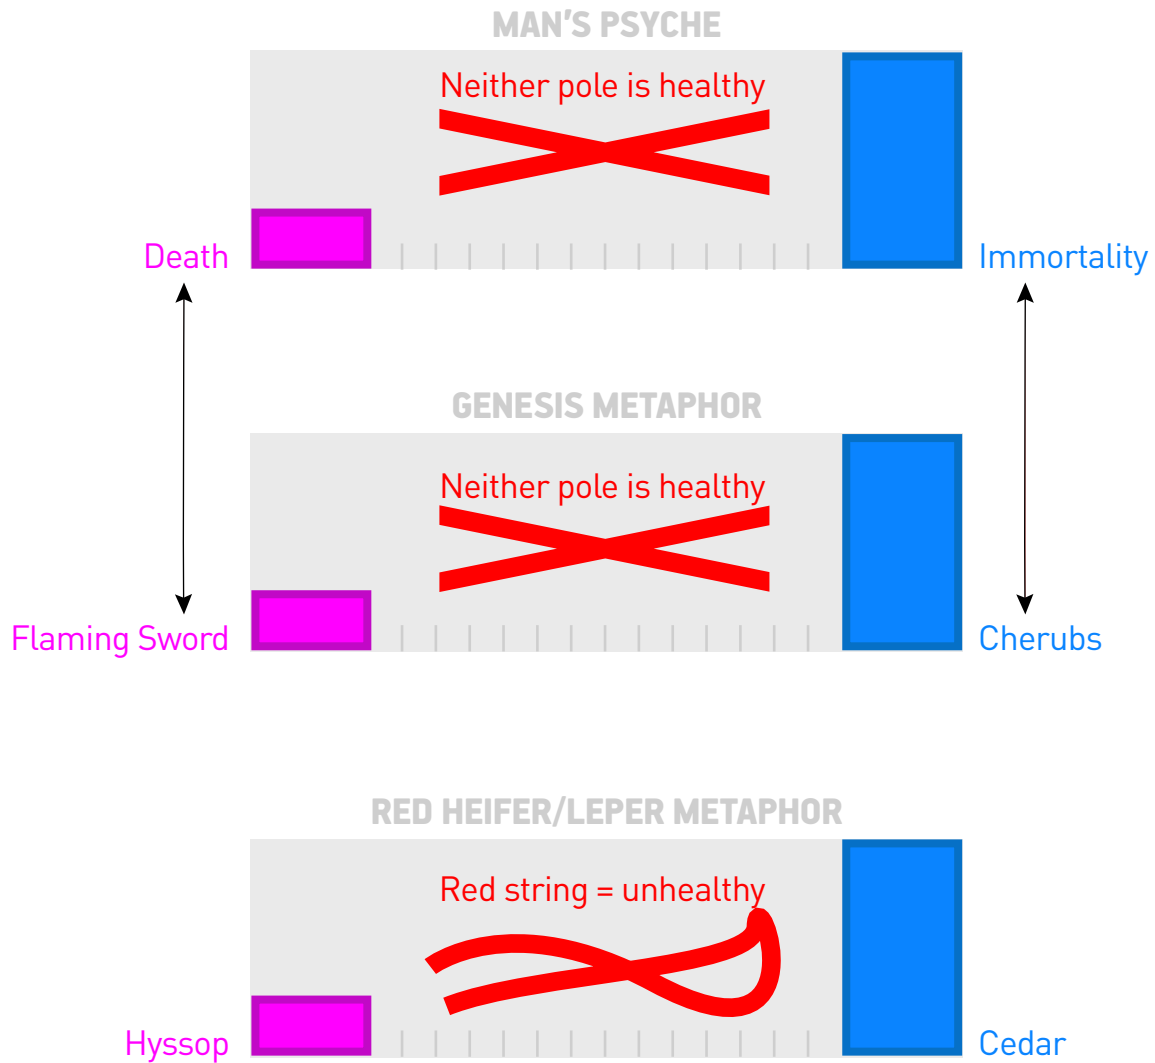 MAN'S PSYCHE
Neither pole is healthy
Death
Immortality
GENESIS METAPHOR
Neither pole is healthy
Flaming Sword
Cherubs
RED HEIFER/LEPER METAPHOR
Red string = unhealthy
Hyssop
Cedar